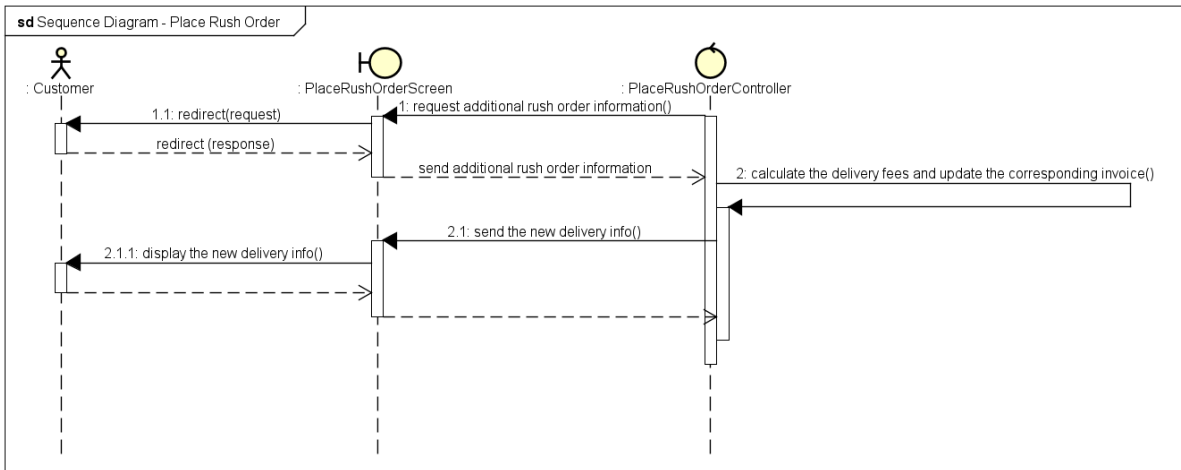 sd Sequence Diagram - Place Rush Order
: Customer
: PlaceRushOrderScreen
: PlaceRushOrderController
1: request additional rush order information()
1.1: redirect(request)
redirect (response)
send additional rush order information
2: calculate the delivery fees and update the corresponding invoice()
2.1: send the new delivery info()
2.1.1: display the new delivery info()